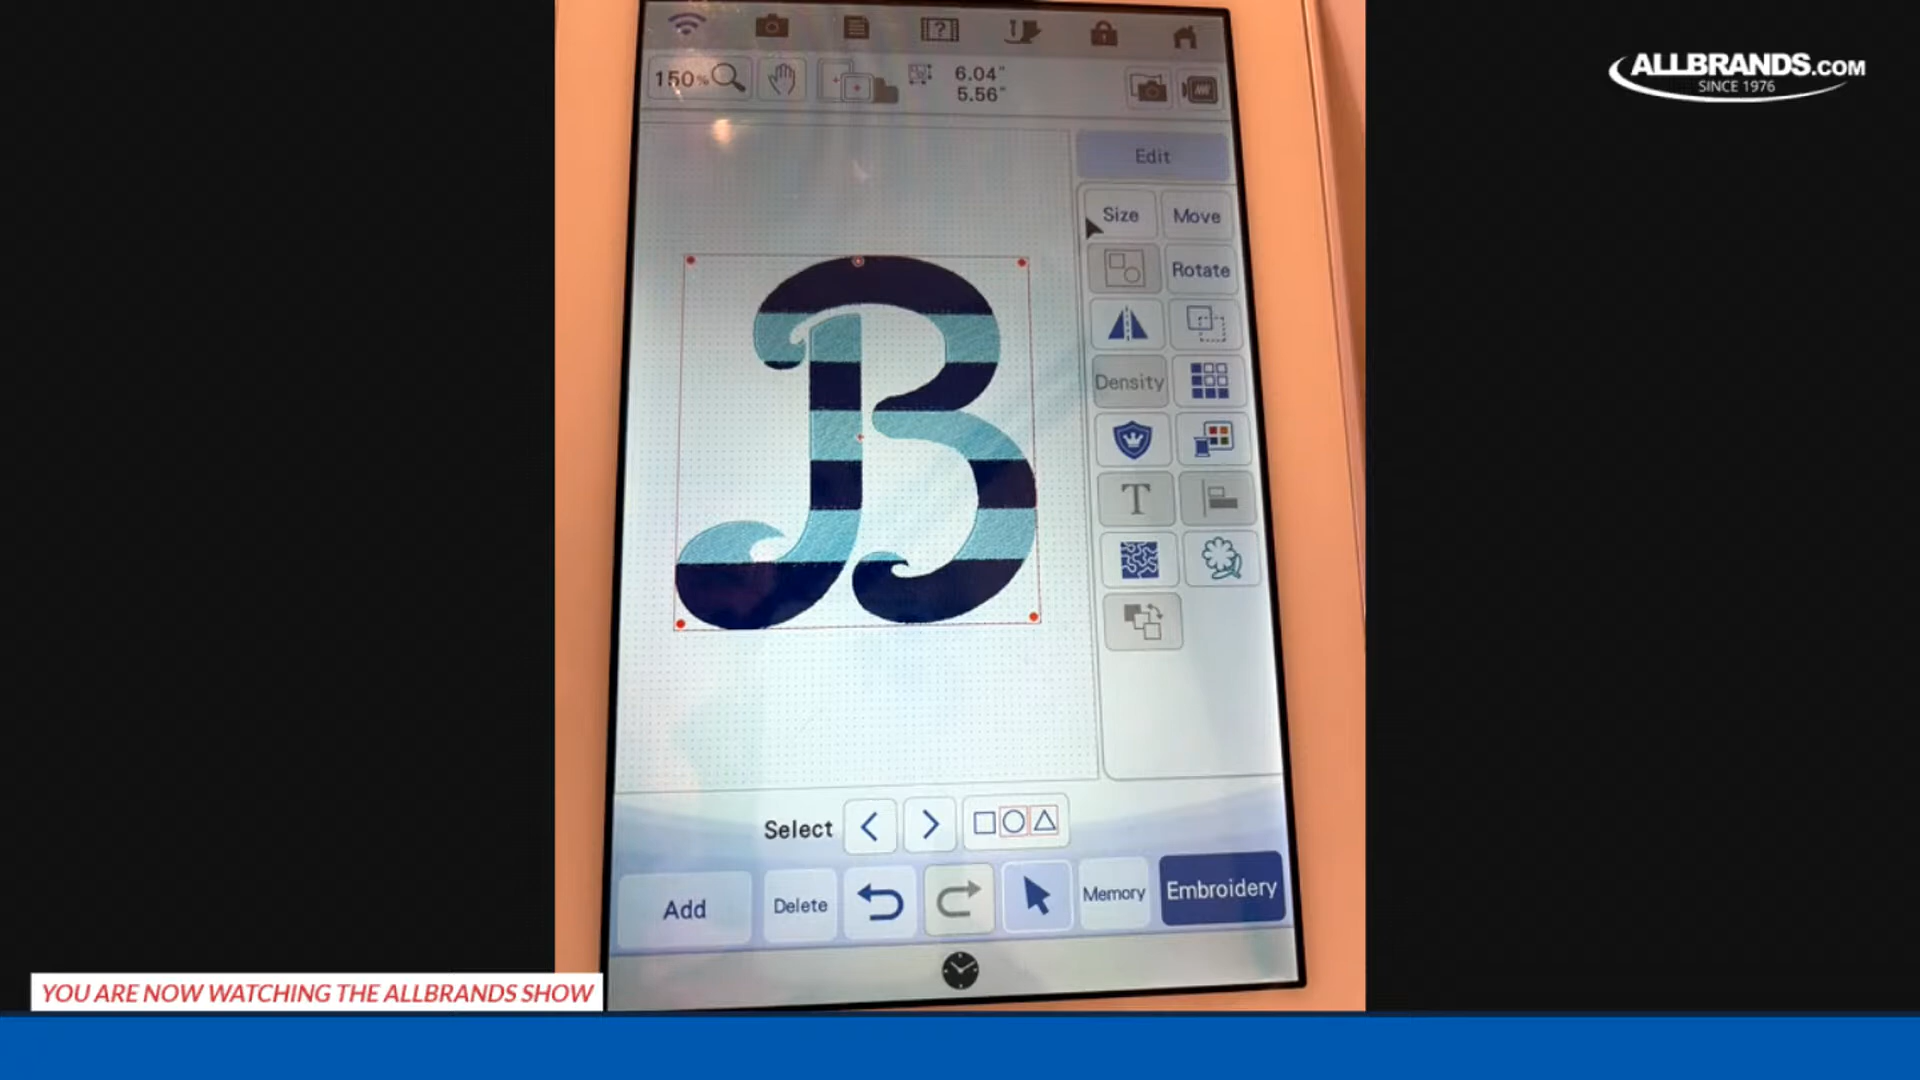 ALLBRANDS.COM
SINCE 1976
150%
6.04"
5.56"
Edit
Size Move
Rotate
Density
T
B
Select
Add Delete Memory Embroidery
YOU ARE NOW WATCHING THE ALLBRANDS SHOW